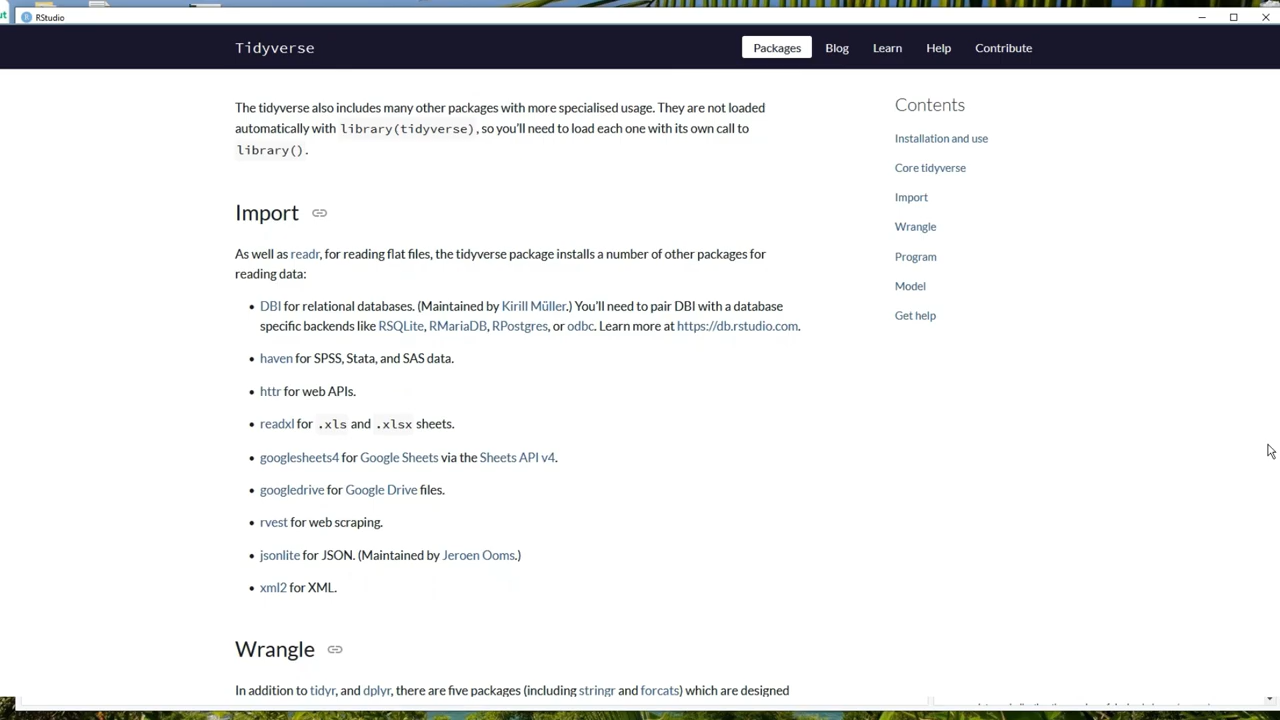 RStudio
Tidyverse
Packages Blog Learn Help Contribute
The tidyverse also includes many other packages with more specialised usage. They are not loaded
automatically with library(tidyverse), so you’ll need to load each one with its own call to
library().
Contents
Installation and use
Core tidyverse
Import
Wrangle
Program
Model
Get help
Import
As well as readr, for reading flat files, the tidyverse package installs a number of other packages for
reading data:
• DBI for relational databases. (Maintained by Kirill Müller.) You’ll need to pair DBI with a database
specific backends like RSQLite, RMariaDB, RPostgres, or odbc. Learn more at https://db.rstudio.com.
• haven for SPSS, Stata, and SAS data.
• httr for web APIs.
• readxl for .xls and .xlsx sheets.
• googlesheets4 for Google Sheets via the Sheets API v4.
• googledrive for Google Drive files.
• rvest for web scraping.
• jsonlite for JSON. (Maintained by Jeroen Ooms.)
• xml2 for XML.
Wrangle
In addition to tidyr, and dplyr, there are five packages (including stringr and forcats) which are designed